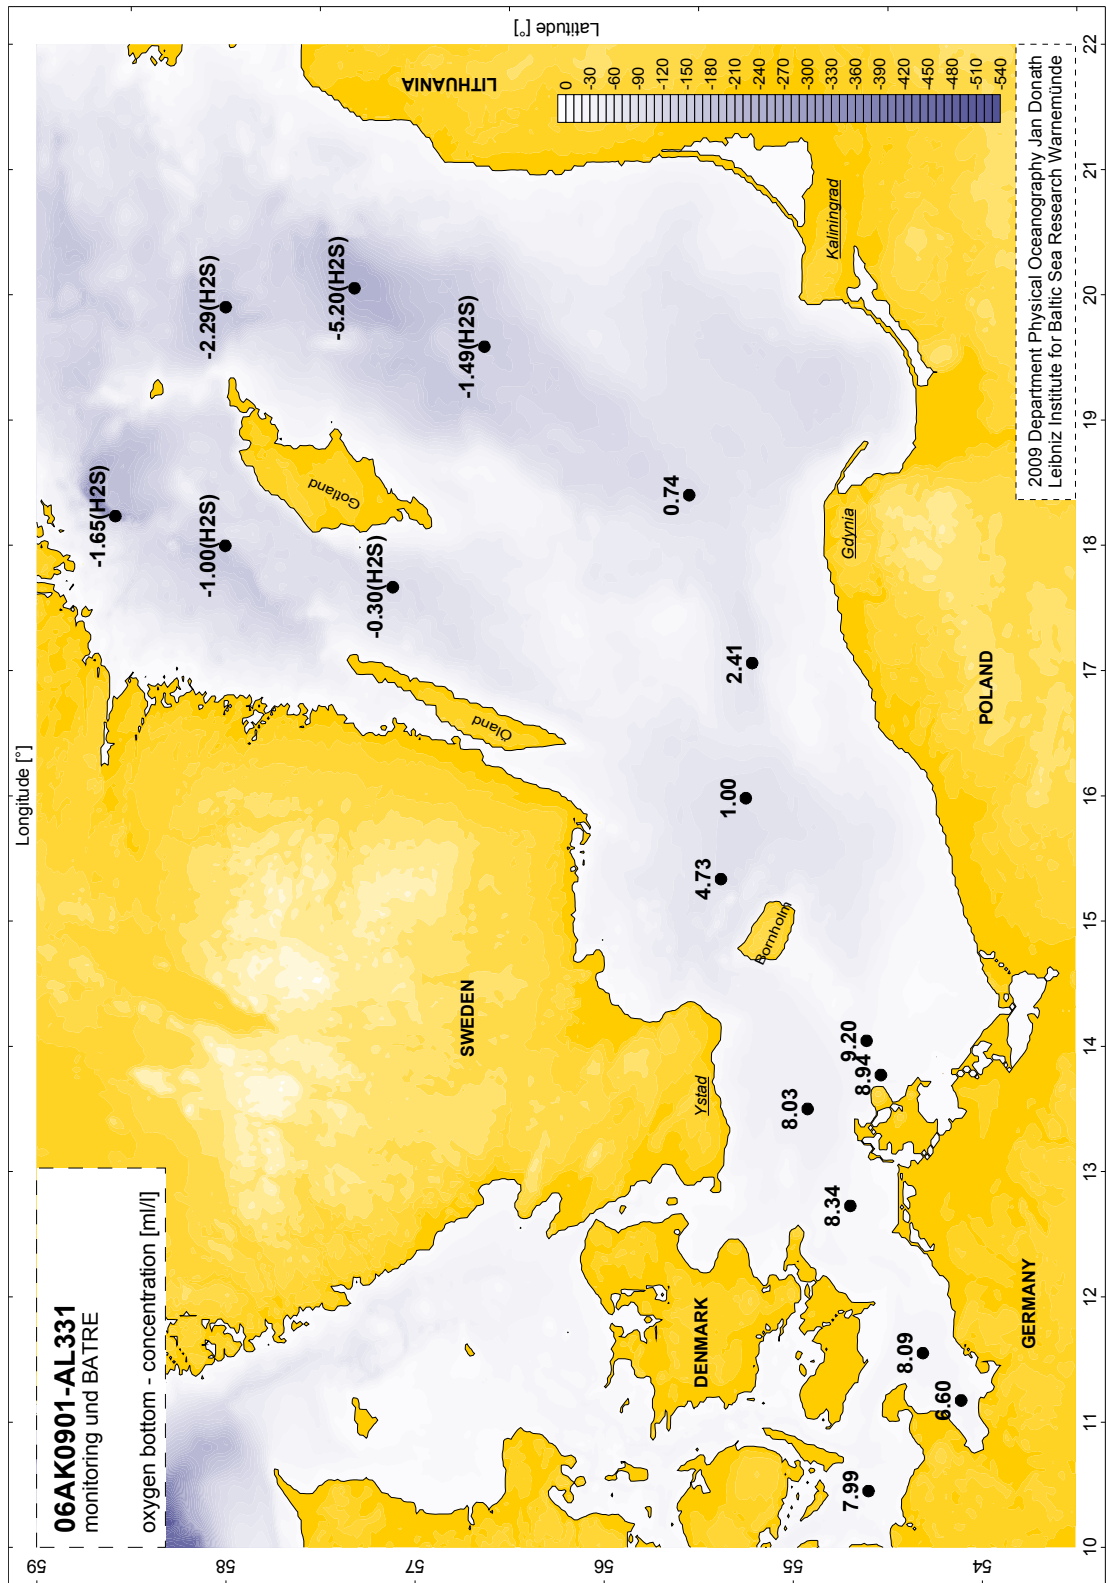 06AK0901-AL331
monitoring und BATRE
oxygen bottom - concentration [ml/l]
Longitude [°]
Latitude [°]
10
11
12
13
14
15
16
17
18
19
20
21
22
59
58
57
56
55
54
-1.65(H2S)
-1.00(H2S)
-2.29(H2S)
-0.30(H2S)
-5.20(H2S)
-1.49(H2S)
0.74
2.41
1.00
4.73
9.20
8.94
8.03
8.34
8.09
6.60
7.99
SWEDEN
DENMARK
GERMANY
POLAND
LITHUANIA
Gotland
Öland
Bornholm
Ystad
Gdynia
Kaliningrad
0
-30
-60
-90
-120
-150
-180
-210
-240
-270
-300
-330
-360
-390
-420
-450
-480
-510
-540
2009 Department Physical Oceanography Jan Donath
Leibniz Institute for Baltic Sea Research Warnemünde